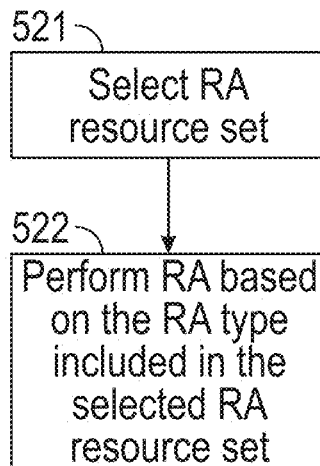 521
Select RA
resource set
522
Perform RA based
on the RA type
included in the
selected RA
resource set